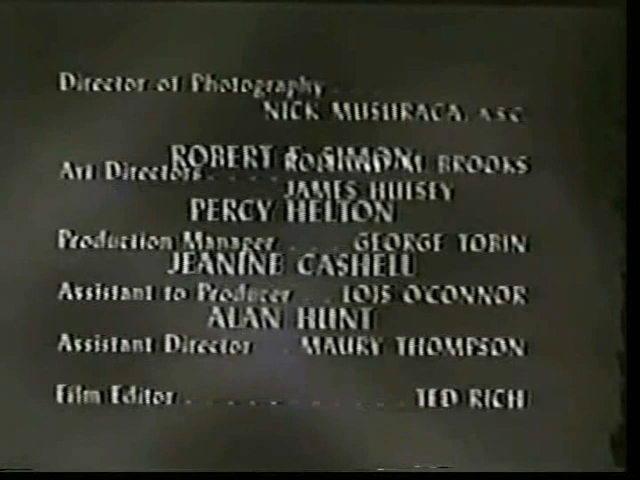 Director of Photography . . .
NICK MUSURACA, A.S.C.
ROBERT F. SIMON
Art Directors . . . . BROOKS
JAMES HULSEY
PERCY HELTON
Production Manager . . . GEORGE TOBIN
JEANINE CASHELL
Assistant to Producer . . LOIS O'CONNOR
ALAN HUNT
Assistant Director . . MAURY THOMPSON
Film Editor . . . . . . . . . . . . TED RICH